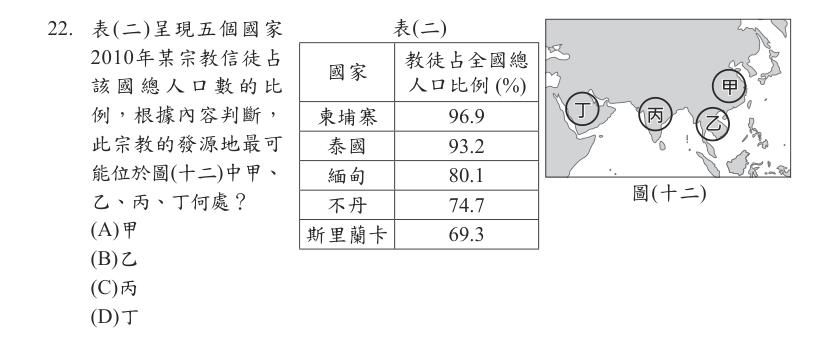 22. 表(二)呈現五個國家
2010年某宗教信徒占
該國總人口數的比
例，根據內容判斷，
此宗教的發源地最可
能位於圖(十二)中甲、
乙、丙、丁何處？
(A)甲
(B)乙
(C)丙
(D)丁
表(二)
國家 教徒占全國總人口比例 (%)
柬埔寨 96.9
泰國 93.2
緬甸 80.1
不丹 74.7
斯里蘭卡 69.3
丁
丙
乙
甲
圖(十二)